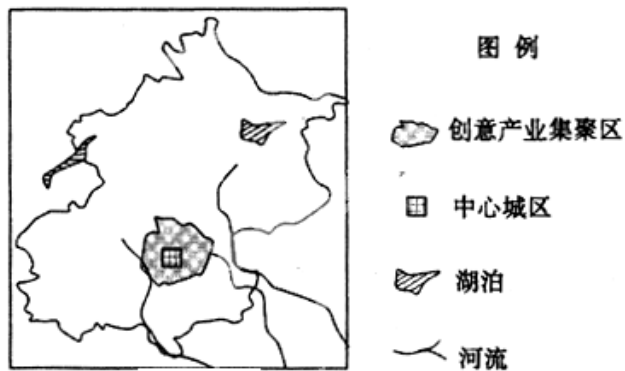 图 例
创意产业集聚区
中心城区
湖泊
河流